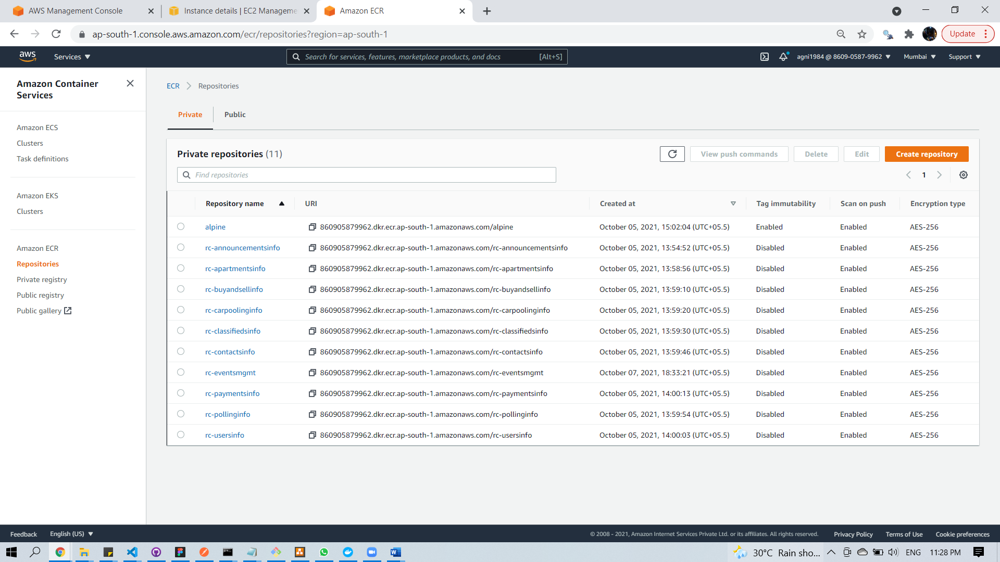 AWS Management Console
Instance details | EC2 Manageme
Amazon ECR
ap-south-1.console.aws.amazon.com/ecr/repositories?region=ap-south-1
Update
aws
Services
Search for services, features, marketplace products, and docs [Alt+S]
agni1984 @ 8609-0587-9962
Mumbai
Support
Amazon Container
Services
Amazon ECS
Clusters
Task definitions
Amazon EKS
Clusters
Amazon ECR
Repositories
Private registry
Public registry
Public gallery
ECR
Repositories
Private
Public
Private repositories (11)
View push commands
Delete
Edit
Create repository
Find repositories
1
Repository name URI Created at Tag immutability Scan on push Encryption type
alpine 860905879962.dkr.ecr.ap-south-1.amazonaws.com/alpine October 05, 2021, 15:02:04 (UTC+05.5) Enabled Enabled AES-256
rc-announcementsinfo 860905879962.dkr.ecr.ap-south-1.amazonaws.com/rc-announcementsinfo October 05, 2021, 13:54:52 (UTC+05.5) Disabled Enabled AES-256
rc-apartmentsinfo 860905879962.dkr.ecr.ap-south-1.amazonaws.com/rc-apartmentsinfo October 05, 2021, 13:58:56 (UTC+05.5) Disabled Enabled AES-256
rc-buyandsellinfo 860905879962.dkr.ecr.ap-south-1.amazonaws.com/rc-buyandsellinfo October 05, 2021, 13:59:10 (UTC+05.5) Disabled Enabled AES-256
rc-carpoolinginfo 860905879962.dkr.ecr.ap-south-1.amazonaws.com/rc-carpoolinginfo October 05, 2021, 13:59:20 (UTC+05.5) Disabled Enabled AES-256
rc-classifiedsinfo 860905879962.dkr.ecr.ap-south-1.amazonaws.com/rc-classifiedsinfo October 05, 2021, 13:59:30 (UTC+05.5) Disabled Enabled AES-256
rc-contactsinfo 860905879962.dkr.ecr.ap-south-1.amazonaws.com/rc-contactsinfo October 05, 2021, 13:59:46 (UTC+05.5) Disabled Enabled AES-256
rc-eventsmgmt 860905879962.dkr.ecr.ap-south-1.amazonaws.com/rc-eventsmgmt October 07, 2021, 18:33:21 (UTC+05.5) Disabled Enabled AES-256
rc-paymentsinfo 860905879962.dkr.ecr.ap-south-1.amazonaws.com/rc-paymentsinfo October 05, 2021, 14:00:13 (UTC+05.5) Disabled Enabled AES-256
rc-pollinginfo 860905879962.dkr.ecr.ap-south-1.amazonaws.com/rc-pollinginfo October 05, 2021, 13:59:54 (UTC+05.5) Disabled Enabled AES-256
rc-usersinfo 860905879962.dkr.ecr.ap-south-1.amazonaws.com/rc-usersinfo October 05, 2021, 14:00:03 (UTC+05.5) Disabled Enabled AES-256
Feedback
English (US)
© 2008 - 2021, Amazon Internet Services Private Ltd. or its affiliates. All rights reserved.
Privacy Policy
Terms of Use
Cookie preferences
30°C Rain sho...
ENG
11:28 PM